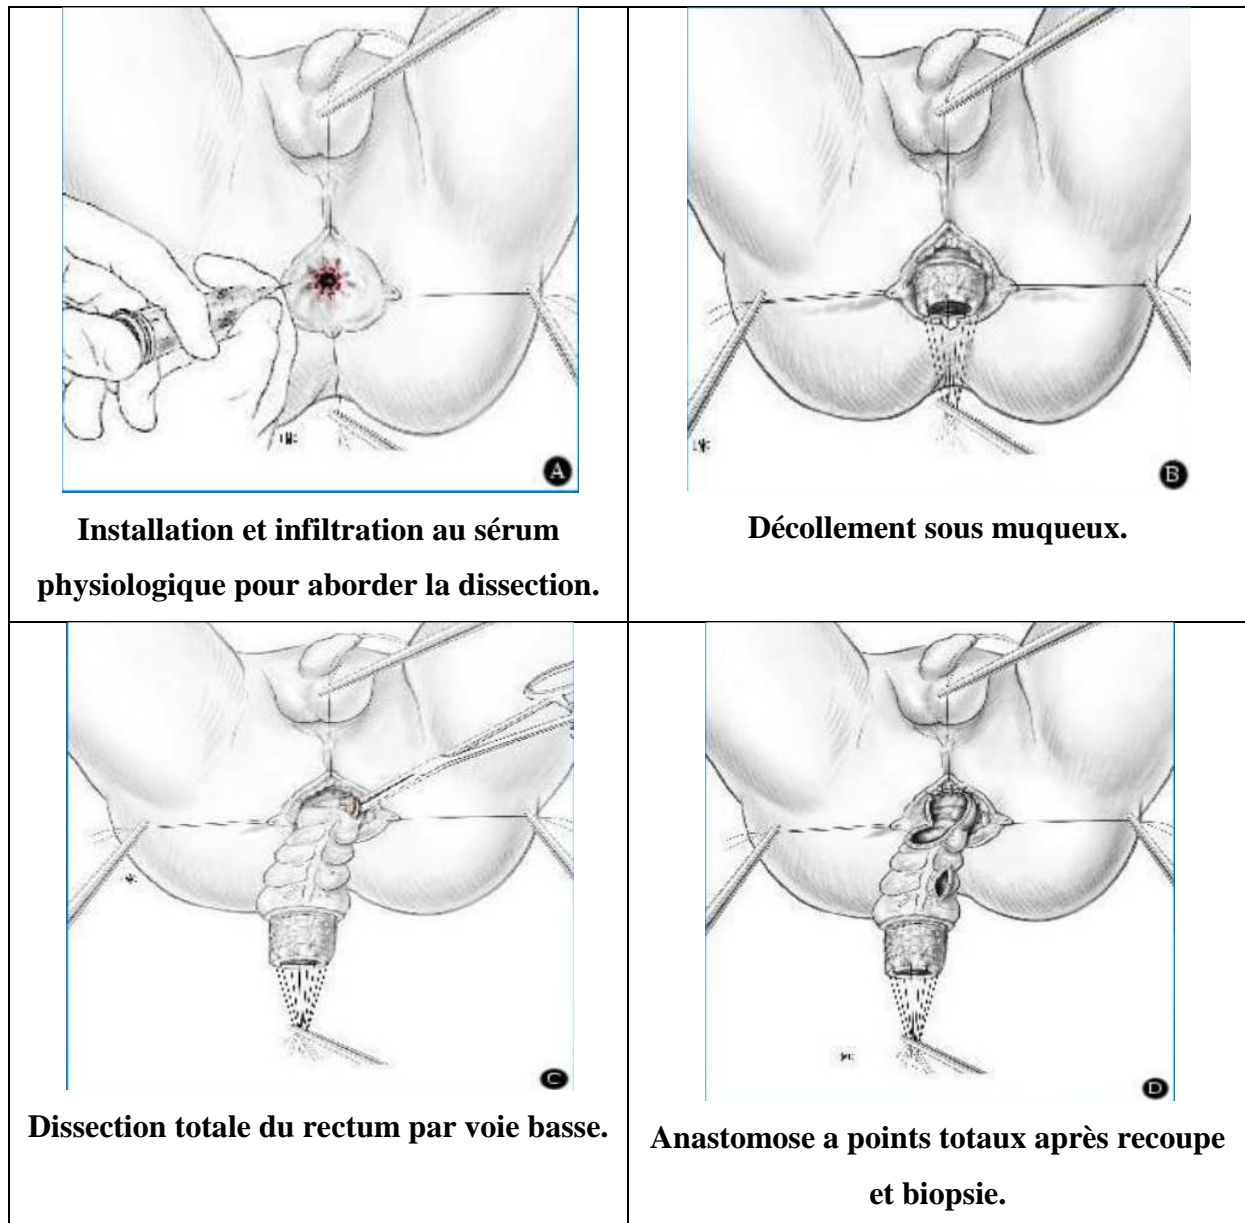 A
Installation et infiltration au sérum
physiologique pour aborder la dissection.
B
Décollement sous muqueux.
C
Dissection totale du rectum par voie basse.
D
Anastomose a points totaux après recoupe
et biopsie.